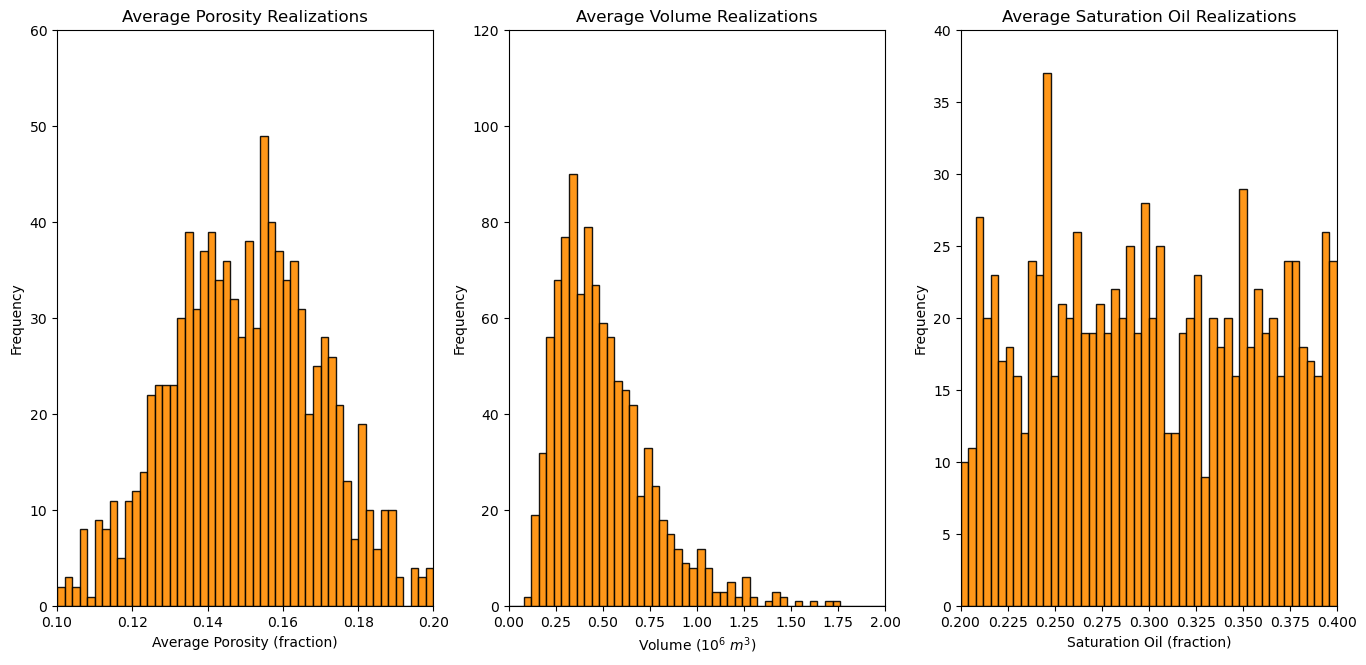 Average Porosity Realizations
60
50
40
30
20
10
0
Frequency
0.10 0.12 0.14 0.16 0.18 0.20
Average Porosity (fraction)
Average Volume Realizations
120
100
80
60
40
20
0
Frequency
0.00 0.25 0.50 0.75 1.00 1.25 1.50 1.75 2.00
Volume (10⁶ m³)
Average Saturation Oil Realizations
40
35
30
25
20
15
10
5
0
Frequency
0.200 0.225 0.250 0.275 0.300 0.325 0.350 0.375 0.400
Saturation Oil (fraction)